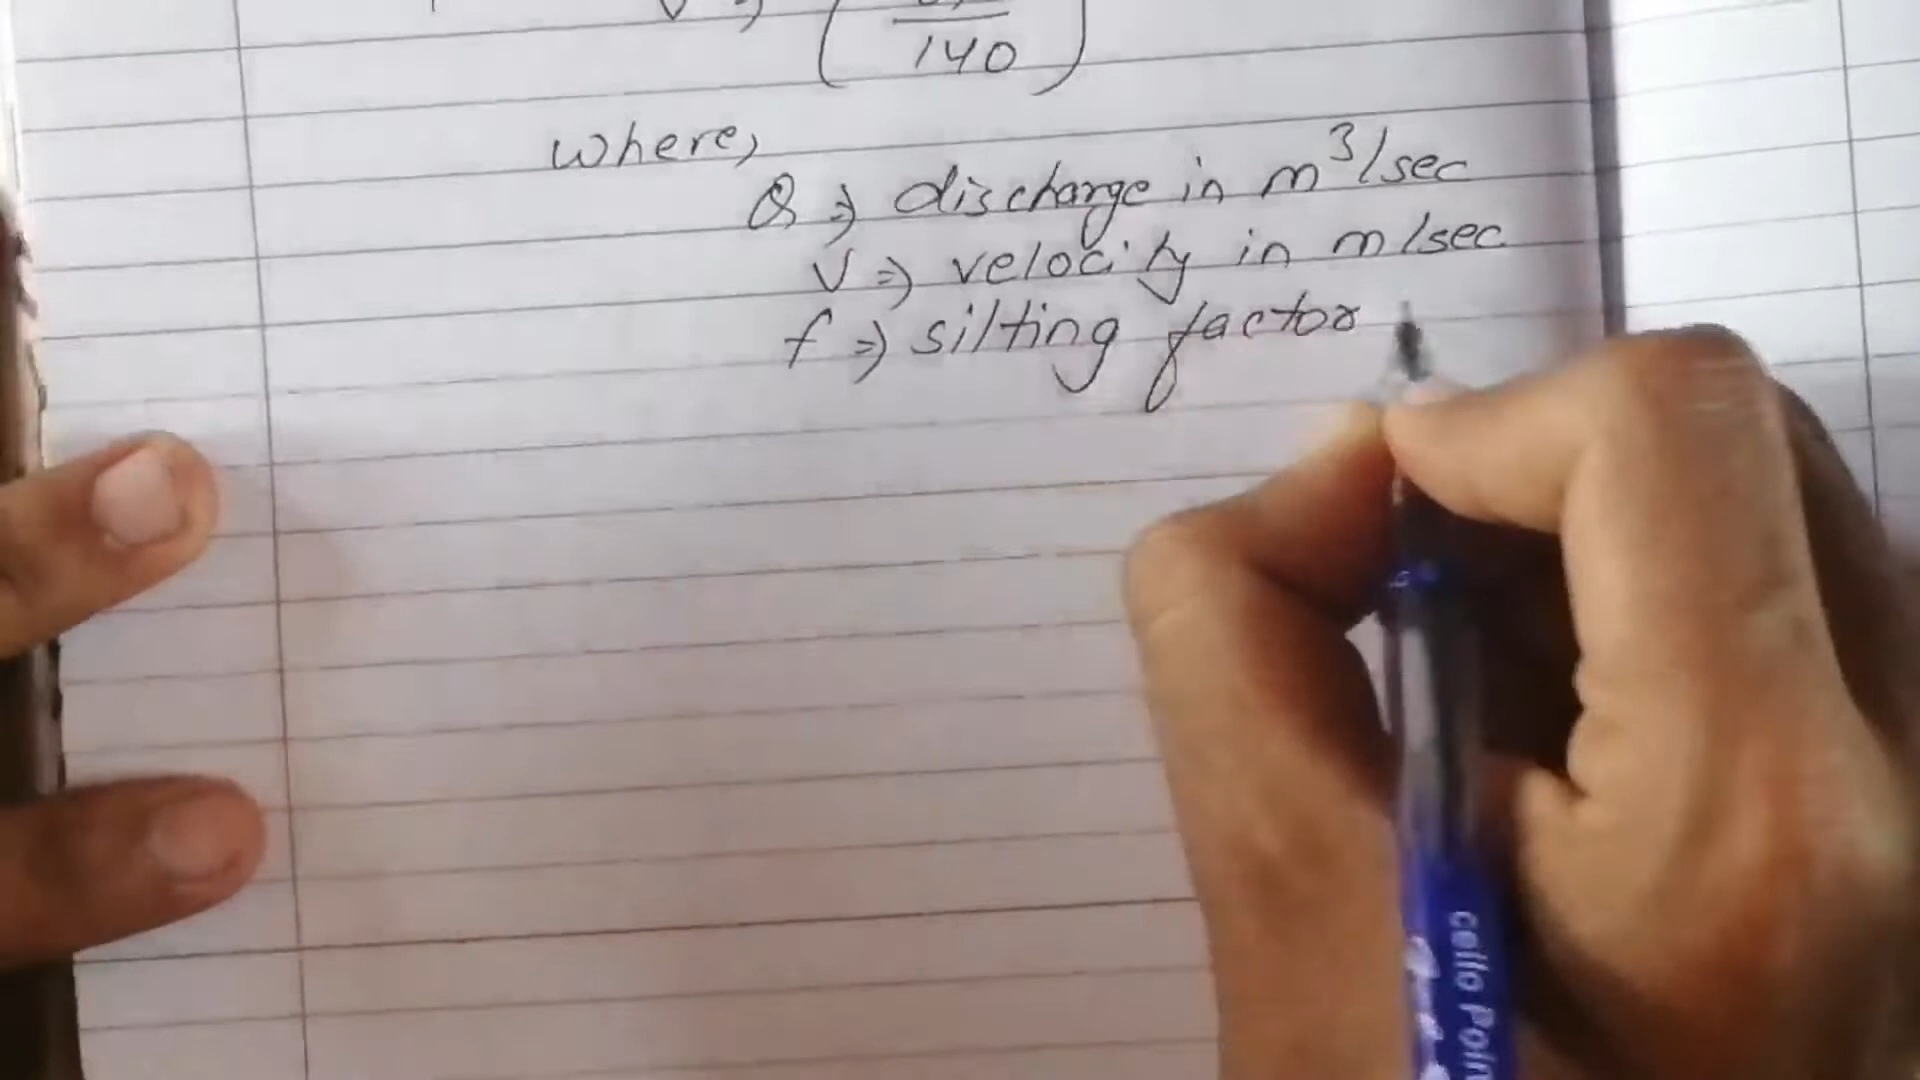 V ⇒ ( /140 )
where,
Q ⇒ discharge in m³/sec
V ⇒ velocity in m/sec
f ⇒ silting factor
cello Poin